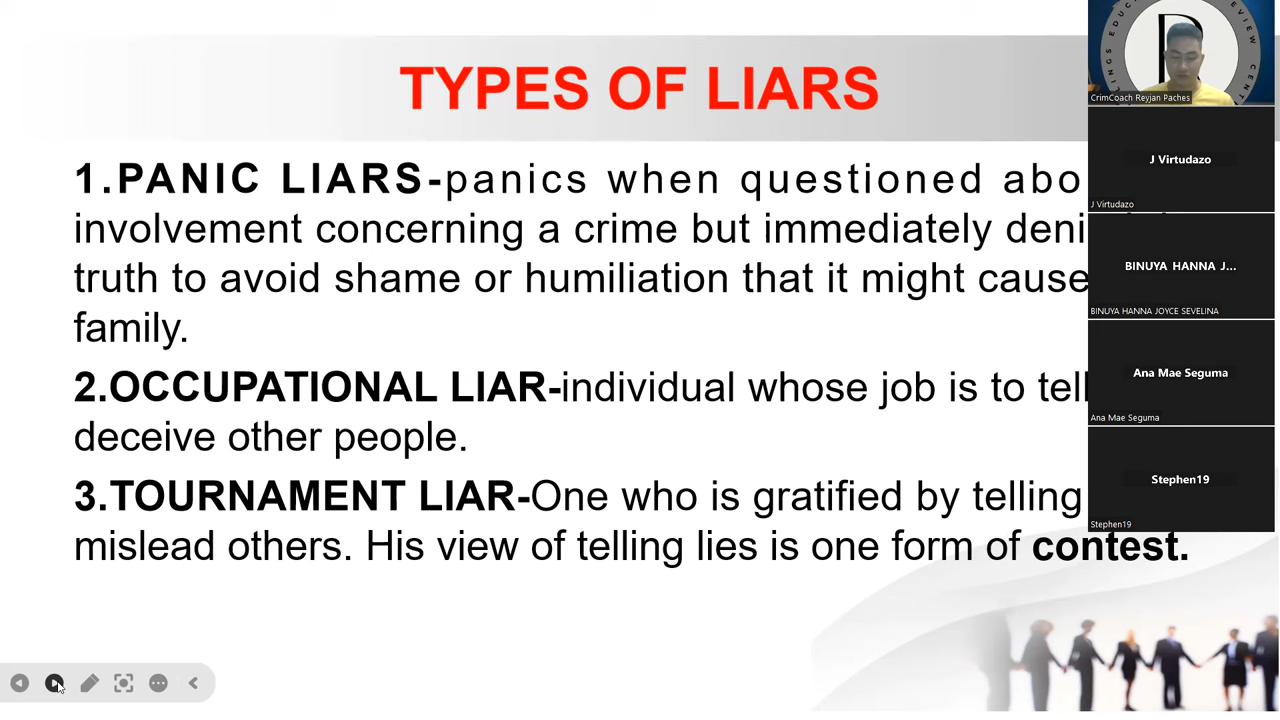 TYPES OF LIARS
1.PANIC LIARS-panics when questioned
involvement concerning a crime but immediately
truth to avoid shame or humiliation that it might cause
family.
2.OCCUPATIONAL LIAR-individual whose job is to tell
deceive other people.
3.TOURNAMENT LIAR-One who is gratified by telling
mislead others. His view of telling lies is one form of contest.
CrimCoach Reyjan Paches
J Virtudazo
J Virtudazo
BINUYA HANNA J...
BINUYA HANNA JOYCE SEVELINA
Ana Mae Seguma
Ana Mae Seguma
Stephen19
Stephen19